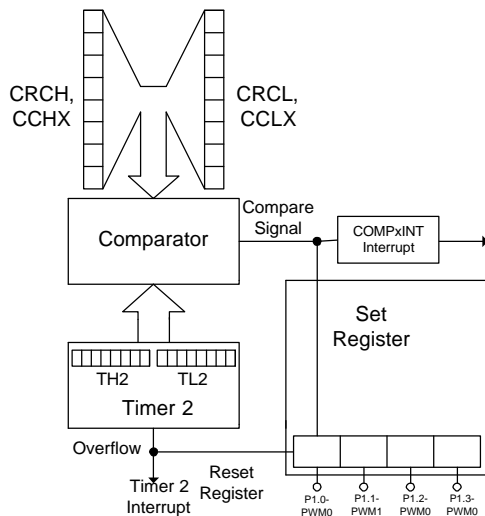 CRCH,
CCHX
CRCL,
CCLX
Comparator
Compare
Signal
COMPxINT
Interrupt
Set
Register
TH2
TL2
Timer 2
Overflow
Timer 2
Interrupt
Reset
Register
P1.0-
PWM0
P1.1-
PWM1
P1.2-
PWM0
P1.3-
PWM0